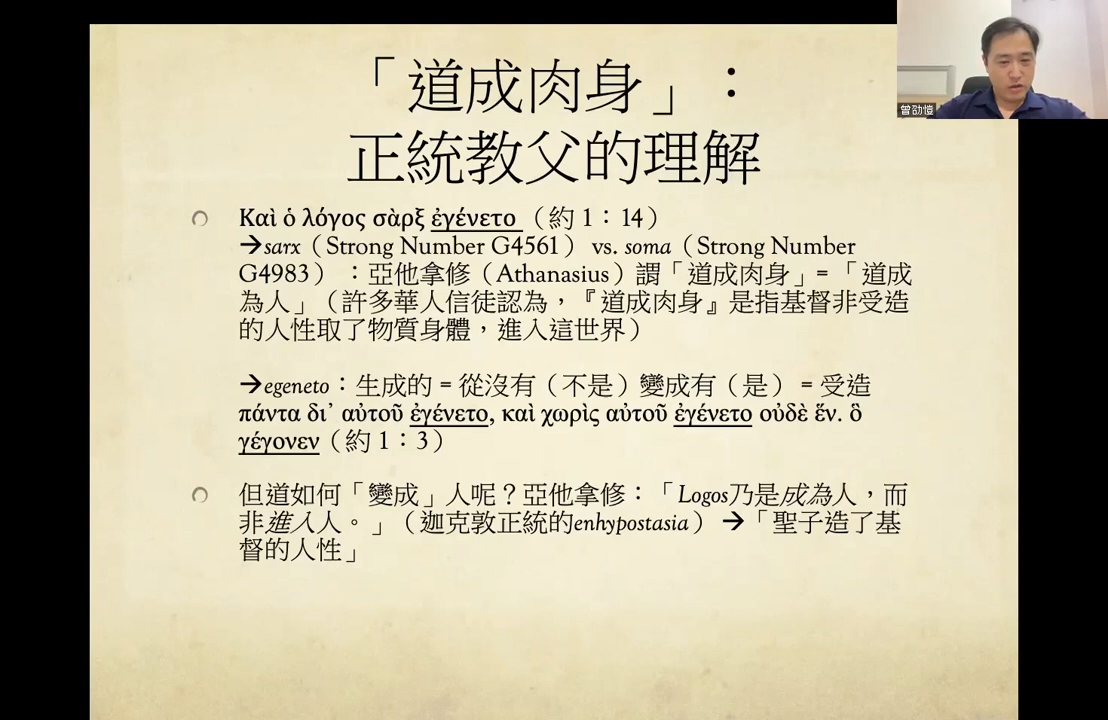 「道成肉身」：
正統教父的理解
曾劭愷
Καὶ ὁ λόγος σὰρξ ἐγένετο （約 1：14）
→sarx（Strong Number G4561） vs. soma（Strong Number
G4983） ：亞他拿修（Athanasius）謂「道成肉身」=「道成
為人」（許多華人信徒認為，『道成肉身』是指基督非受造
的人性取了物質身體，進入這世界）
→egeneto：生成的 = 從沒有（不是）變成有（是） = 受造
πάντα δι᾽ αὐτοῦ ἐγένετο, καὶ χωρὶς αὐτοῦ ἐγένετο οὐδὲ ἕν. ὃ
γέγονεν（約 1：3）
但道如何「變成」人呢？亞他拿修：「Logos乃是成為人，而
非進入人。」（迦克敦正統的enhypostasia） →「聖子造了基
督的人性」